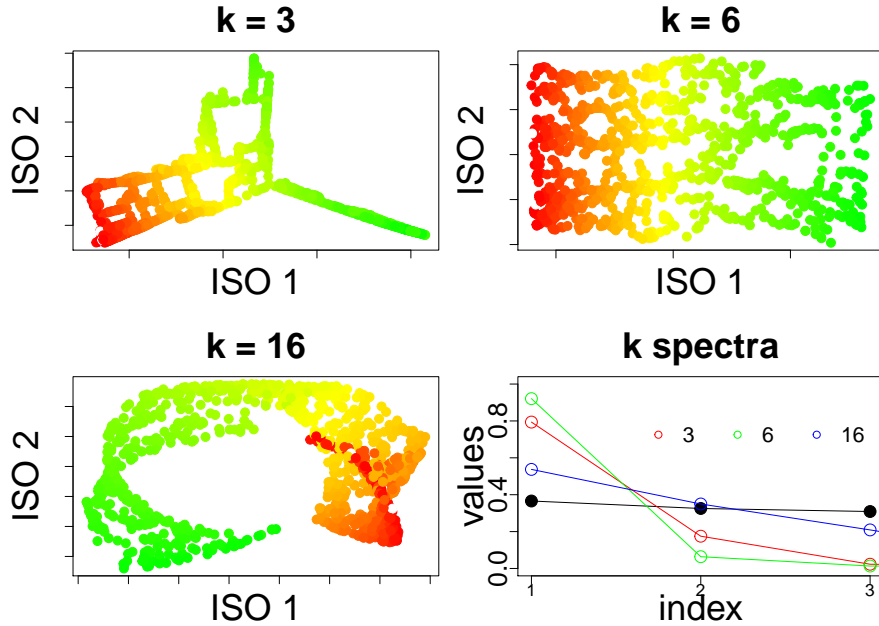 k = 3
ISO 2
ISO 1
k = 6
ISO 2
ISO 1
k = 16
ISO 2
ISO 1
k spectra
values
0.8
0.4
0.0
3 6 16
1 2 3
index